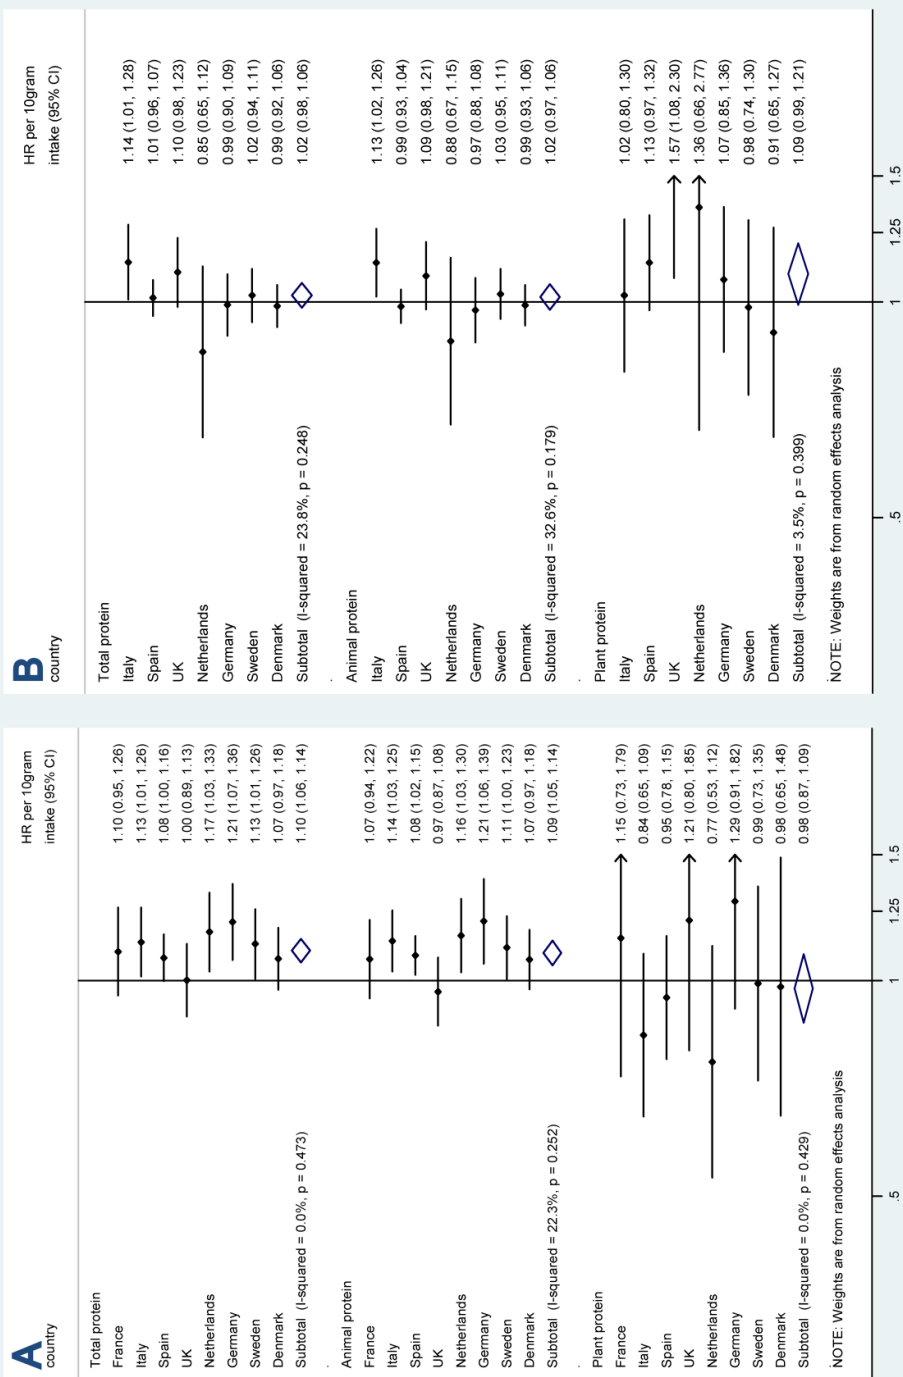 A
country
HR per 10gram
intake (95% CI)
Total protein
France 1.10 (0.95, 1.26)
Italy 1.13 (1.01, 1.26)
Spain 1.08 (1.00, 1.16)
UK 1.00 (0.89, 1.13)
Netherlands 1.17 (1.03, 1.33)
Germany 1.21 (1.07, 1.36)
Sweden 1.13 (1.01, 1.26)
Denmark 1.07 (0.97, 1.18)
Subtotal (I-squared = 0.0%, p = 0.473) 1.10 (1.06, 1.14)
.
Animal protein
France 1.07 (0.94, 1.22)
Italy 1.14 (1.03, 1.25)
Spain 1.08 (1.02, 1.15)
UK 0.97 (0.87, 1.08)
Netherlands 1.16 (1.03, 1.30)
Germany 1.21 (1.06, 1.39)
Sweden 1.11 (1.00, 1.23)
Denmark 1.07 (0.97, 1.18)
Subtotal (I-squared = 22.3%, p = 0.252) 1.09 (1.05, 1.14)
.
Plant protein
France 1.15 (0.73, 1.79)
Italy 0.84 (0.65, 1.09)
Spain 0.95 (0.78, 1.15)
UK 1.21 (0.80, 1.85)
Netherlands 0.77 (0.53, 1.12)
Germany 1.29 (0.91, 1.82)
Sweden 0.99 (0.73, 1.35)
Denmark 0.98 (0.65, 1.48)
Subtotal (I-squared = 0.0%, p = 0.429) 0.98 (0.87, 1.09)
.
NOTE: Weights are from random effects analysis
.5 1 1.25 1.5
B
country
HR per 10gram
intake (95% CI)
Total protein
Italy 1.14 (1.01, 1.28)
Spain 1.01 (0.96, 1.07)
UK 1.10 (0.98, 1.23)
Netherlands 0.85 (0.65, 1.12)
Germany 0.99 (0.90, 1.09)
Sweden 1.02 (0.94, 1.11)
Denmark 0.99 (0.92, 1.06)
Subtotal (I-squared = 23.8%, p = 0.248) 1.02 (0.98, 1.06)
.
Animal protein
Italy 1.13 (1.02, 1.26)
Spain 0.99 (0.93, 1.04)
UK 1.09 (0.98, 1.21)
Netherlands 0.88 (0.67, 1.15)
Germany 0.97 (0.88, 1.08)
Sweden 1.03 (0.95, 1.11)
Denmark 0.99 (0.93, 1.06)
Subtotal (I-squared = 32.6%, p = 0.179) 1.02 (0.97, 1.06)
.
Plant protein
Italy 1.02 (0.80, 1.30)
Spain 1.13 (0.97, 1.32)
UK 1.57 (1.08, 2.30)
Netherlands 1.36 (0.66, 2.77)
Germany 1.07 (0.85, 1.36)
Sweden 0.98 (0.74, 1.30)
Denmark 0.91 (0.65, 1.27)
Subtotal (I-squared = 3.5%, p = 0.399) 1.09 (0.99, 1.21)
.
NOTE: Weights are from random effects analysis
.5 1 1.25 1.5